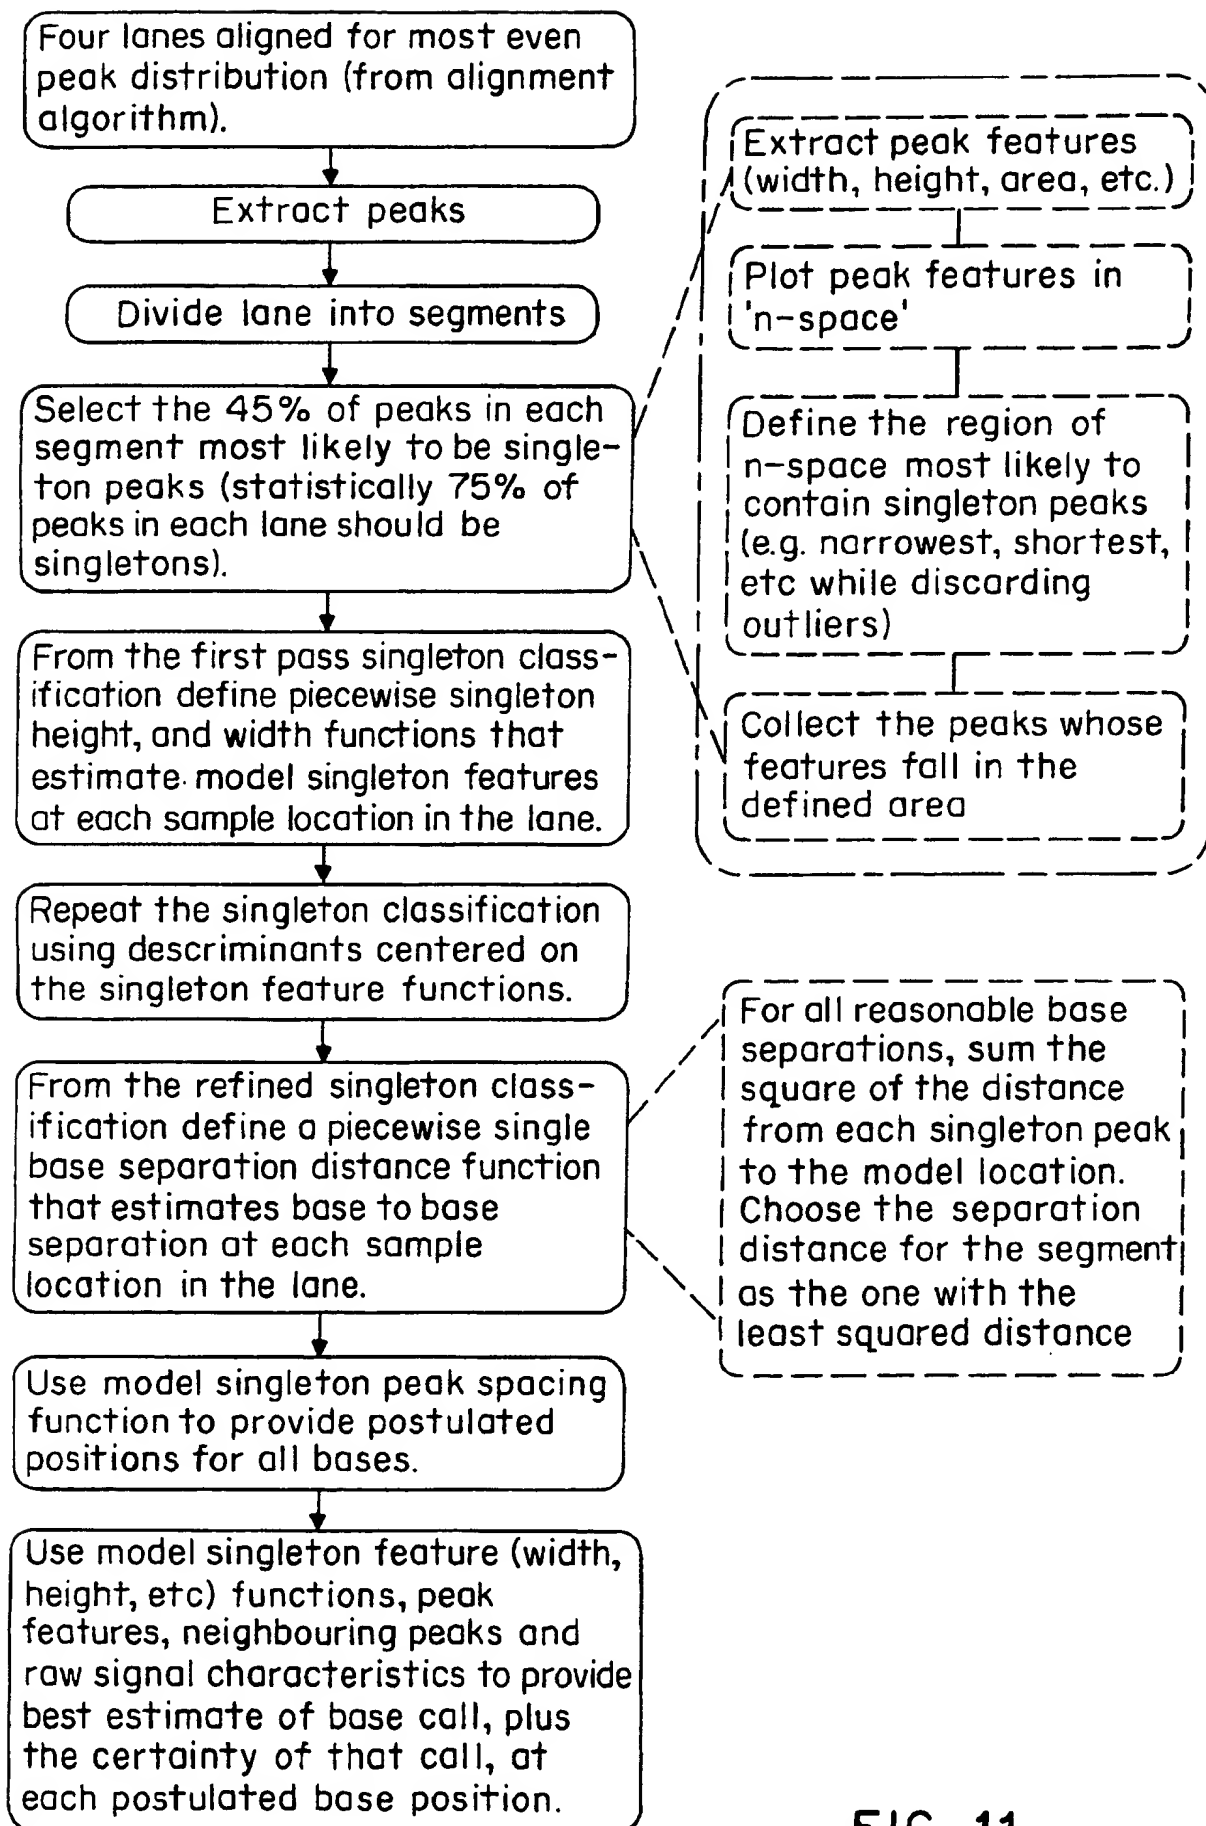 Four lanes aligned for most even
peak distribution (from alignment
algorithm).
Extract peaks
Divide lane into segments
Select the 45% of peaks in each
segment most likely to be single-
ton peaks (statistically 75% of
peaks in each lane should be
singletons).
From the first pass singleton class-
ification define piecewise singleton
height, and width functions that
estimate model singleton features
at each sample location in the lane.
Repeat the singleton classification
using descriminants centered on
the singleton feature functions.
From the refined singleton class-
ification define a piecewise single
base separation distance function
that estimates base to base
separation at each sample
location in the lane.
Use model singleton peak spacing
function to provide postulated
positions for all bases.
Use model singleton feature (width,
height, etc) functions, peak
features, neighbouring peaks and
raw signal characteristics to provide
best estimate of base call, plus
the certainty of that call, at
each postulated base position.
Extract peak features
(width, height, area, etc.)
Plot peak features in
'n-space'
Define the region of
n-space most likely to
contain singleton peaks
(e.g. narrowest, shortest,
etc while discarding
outliers)
Collect the peaks whose
features fall in the
defined area
For all reasonable base
separations, sum the
square of the distance
from each singleton peak
to the model location.
Choose the separation
distance for the segment
as the one with the
least squared distance
FIG. 11